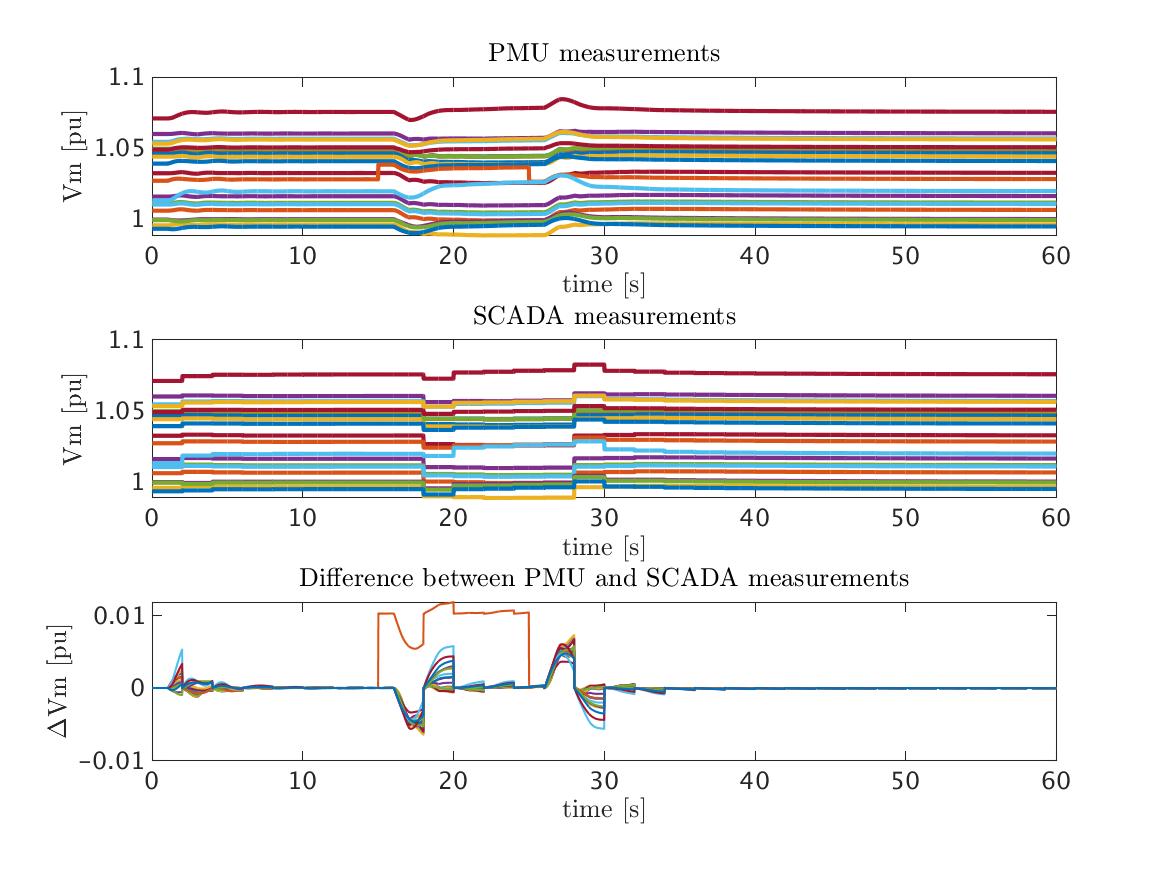 PMU measurements
1.1
1.05
1
Vm [pu]
0 10 20 30 40 50 60
time [s]
SCADA measurements
1.1
1.05
1
Vm [pu]
0 10 20 30 40 50 60
time [s]
Difference between PMU and SCADA measurements
0.01
0
-0.01
ΔVm [pu]
0 10 20 30 40 50 60
time [s]